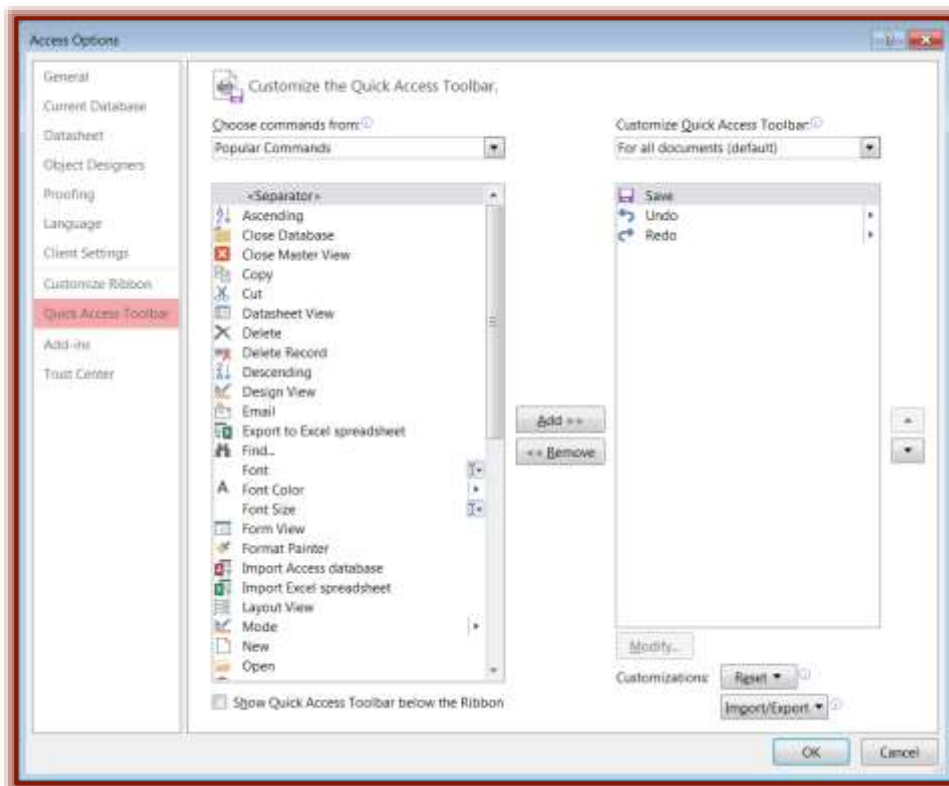 Access Options
General
Current Database
Datasheet
Object Designers
Proofing
Language
Client Settings
Customize Ribbon
Quick Access Toolbar
Add-ins
Trust Center
Customize the Quick Access Toolbar.
Choose commands from:
Popular Commands
<Separator>
Ascending
Close Database
Close Master View
Copy
Cut
Datasheet View
Delete
Delete Record
Descending
Design View
Email
Export to Excel spreadsheet
Find...
Font
Font Color
Font Size
Form View
Format Painter
Import Access database
Import Excel spreadsheet
Layout View
Mode
New
Open
Show Quick Access Toolbar below the Ribbon
Add >>
<< Remove
Customize Quick Access Toolbar:
For all documents (default)
Save
Undo
Redo
Modify...
Customizations: Reset
Import/Export
OK Cancel